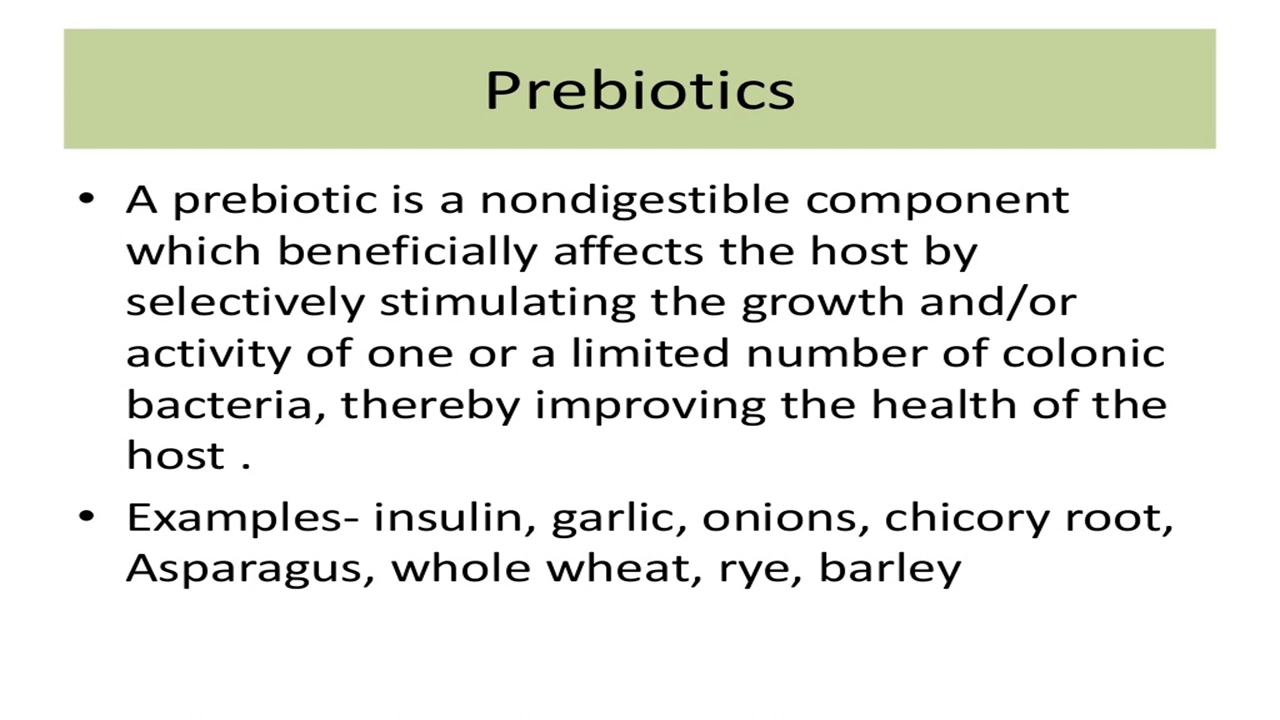 Prebiotics
• A prebiotic is a nondigestible component
which beneficially affects the host by
selectively stimulating the growth and/or
activity of one or a limited number of colonic
bacteria, thereby improving the health of the
host .
• Examples- insulin, garlic, onions, chicory root,
Asparagus, whole wheat, rye, barley